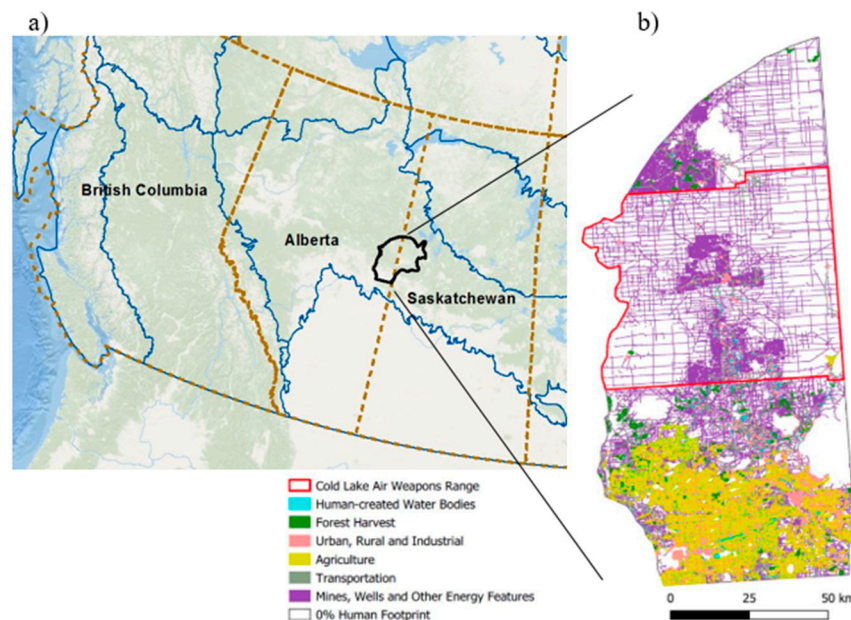 a)
b)
British Columbia
Alberta
Saskatchewan
Cold Lake Air Weapons Range
Human-created Water Bodies
Forest Harvest
Urban, Rural and Industrial
Agriculture
Transportation
Mines, Wells and Other Energy Features
0% Human Footprint
0 25 50 km